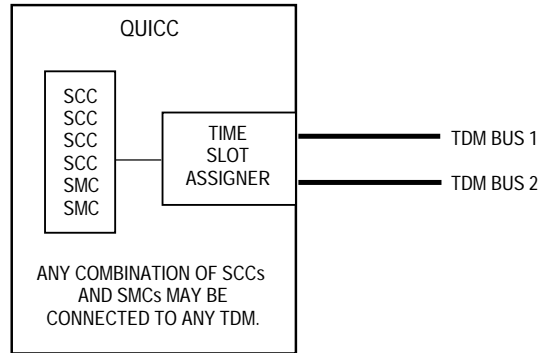 QUICC
SCC
SCC
SCC
SCC
SMC
SMC
TIME
SLOT
ASSIGNER
TDM BUS 1
TDM BUS 2
ANY COMBINATION OF SCCs
AND SMCs MAY BE
CONNECTED TO ANY TDM.